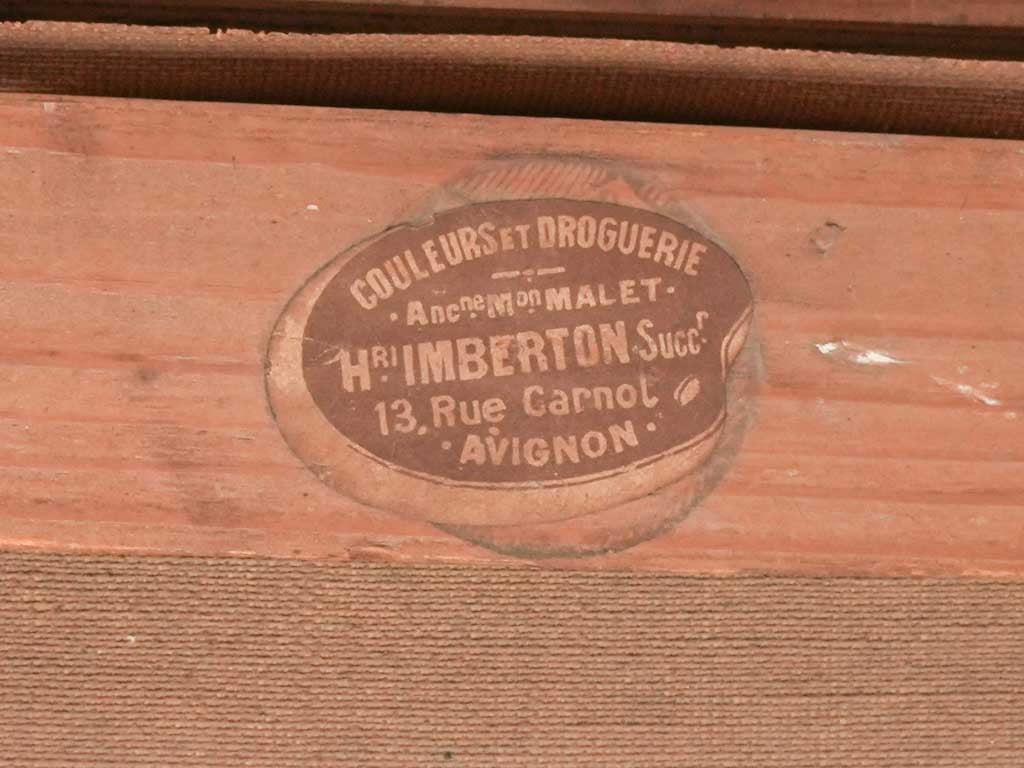 COULEURS ET DROGUERIE
· Ancne Mon MALET ·
HRI IMBERTON Succr
13, Rue Carnot
· AVIGNON ·